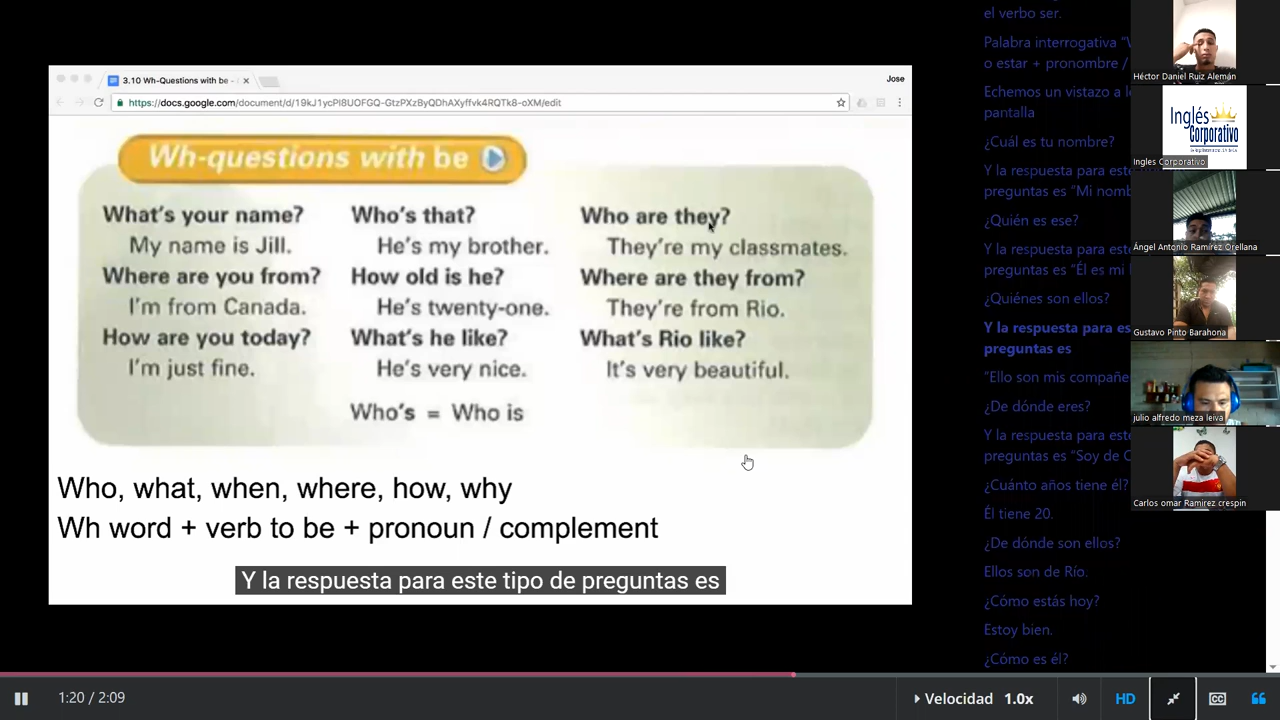 3.10 Wh-Questions with be -
Jose
https://docs.google.com/document/d/19kJ1ycPI8UOFGQ-GtzPXz8yQDhAXyffvk4RQTk8-oXM/edit
Wh-questions with be
What's your name?
My name is Jill.
Where are you from?
I'm from Canada.
How are you today?
I'm just fine.
Who's that?
He's my brother.
How old is he?
He's twenty-one.
What's he like?
He's very nice.
Who's = Who is
Who are they?
They're my classmates.
Where are they from?
They're from Rio.
What's Rio like?
It's very beautiful.
Who, what, when, where, how, why
Wh word + verb to be + pronoun / complement
Y la respuesta para este tipo de preguntas es
el verbo ser.
Palabra interrogativa
o estar + pronombre /
Echemos un vistazo a
pantalla
¿Cuál es tu nombre?
Y la respuesta para
preguntas es "Mi
¿Quién es ese?
Y la respuesta para
preguntas es "Él es mi
¿Quiénes son ellos?
Y la respuesta para
preguntas es
"Ello son mis
¿De dónde eres?
Y la respuesta para
preguntas es "Soy de
¿Cuántos años tiene él?
Él tiene 20.
¿De dónde son ellos?
Ellos son de Río.
¿Cómo estás hoy?
Estoy bien.
¿Cómo es él?
Héctor Daniel Ruiz Alemán
Inglés
Corporativo
Ingles Corporativo
Ángel Antonio Ramírez Orellana
Gustavo Pinto Barahona
julio alfredo meza leiva
Carlos omar Ramirez crespin
1:20 / 2:09
Velocidad 1.0x
HD
CC